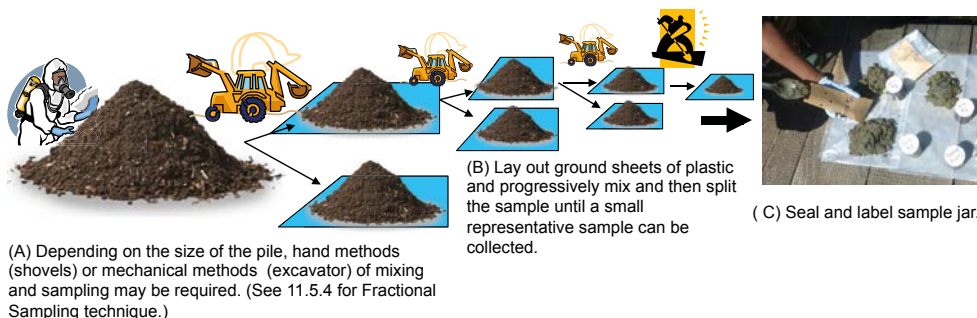 (A) Depending on the size of the pile, hand methods
(shovels) or mechanical methods  (excavator) of mixing
and sampling may be required. (See 11.5.4 for Fractional
Sampling technique.)
(B) Lay out ground sheets of plastic
and progressively mix and then split
the sample until a small
representative sample can be
collected.
( C) Seal and label sample jar.